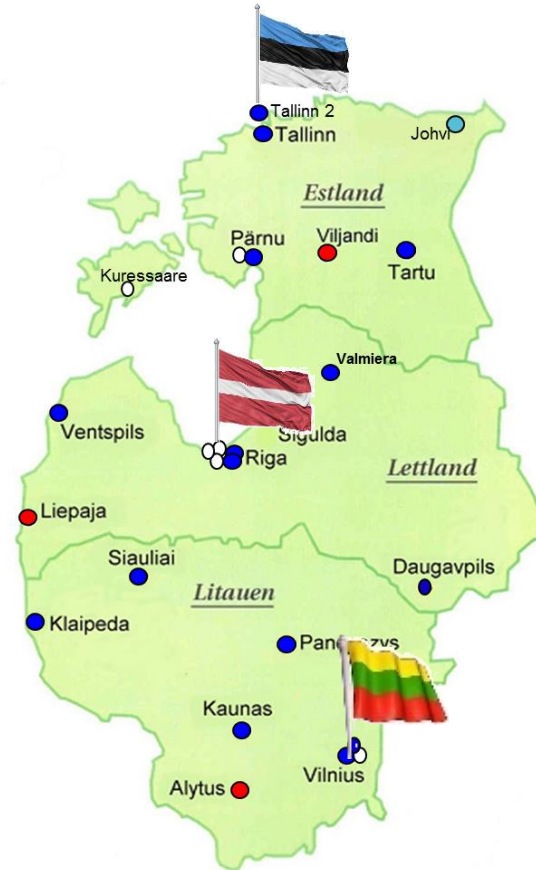 Tallinn 2
Tallinn
Johvi
Estland
Pärnu
Viljandi
Tartu
Kuressaare
Valmiera
Ventspils
Sigulda
Riga
Lettland
Liepaja
Siauliai
Daugavpils
Litauen
Klaipeda
Kaunas
Vilnius
Alytus